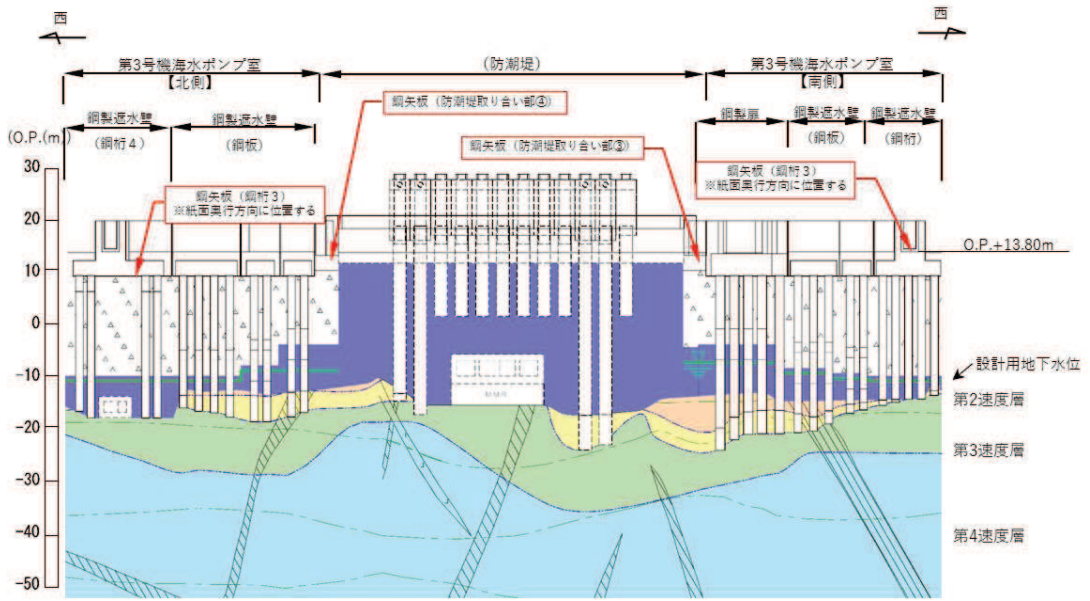 西
西
第3号機海水ポンプ室
【北側】
(防潮堤)
第3号機海水ポンプ室
【南側】
鋼製遮水壁
(鋼桁4)
鋼製遮水壁
(鋼板)
鋼矢板(防潮堤取り合い部④)
鋼矢板(防潮堤取り合い部③)
鋼製扉
鋼製遮水壁
(鋼板)
鋼製遮水壁
(鋼桁)
(O.P.(m)
鋼矢板(鋼桁3)
※紙面奥行方向に位置する
鋼矢板(鋼桁3)
※紙面奥行方向に位置する
30
20
10
0
-10
-20
-30
-40
-50
O.P.+13.80m
設計用地下水位
第2速度層
第3速度層
第4速度層